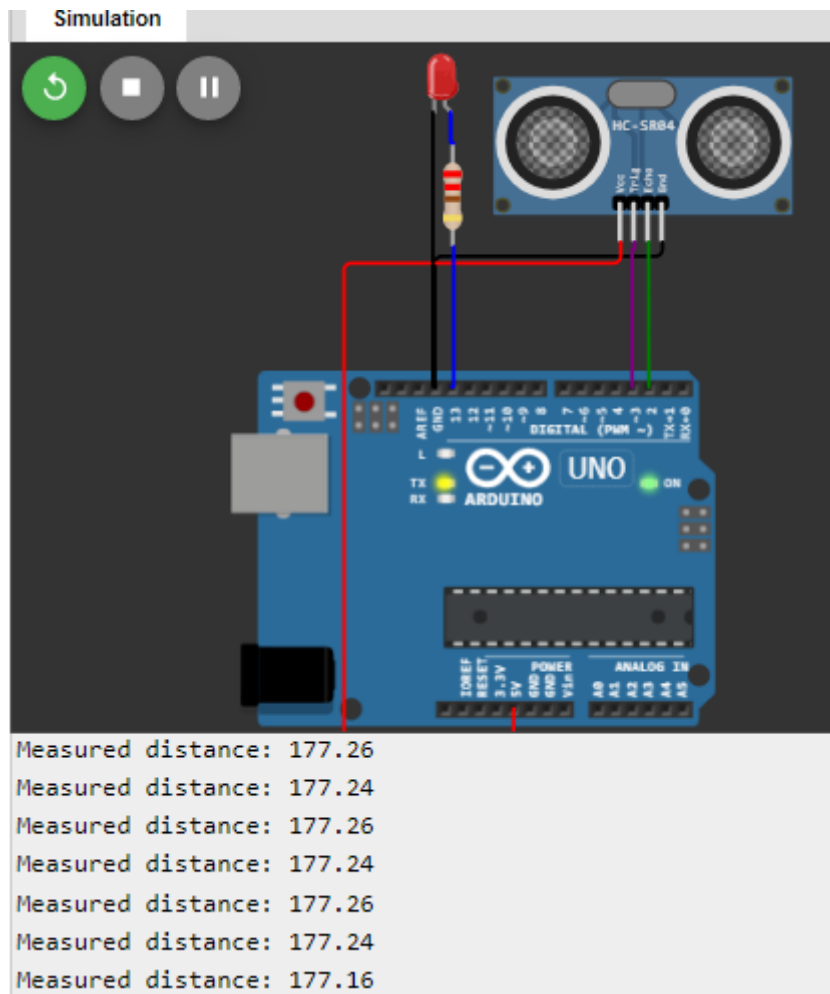 Simulation
HC-SR04
Vcc
Trig
Echo
Gnd
AREF
GND
13
12
~11
~10
~9
8
7
~6
~5
4
~3
2
TX→1
RX←0
DIGITAL (PWM ~)
L
TX
RX
ARDUINO
UNO
ON
IOREF
RESET
3.3V
5V
GND
GND
Vin
POWER
ANALOG IN
A0
A1
A2
A3
A4
A5
Measured distance: 177.26
Measured distance: 177.24
Measured distance: 177.26
Measured distance: 177.24
Measured distance: 177.26
Measured distance: 177.24
Measured distance: 177.16